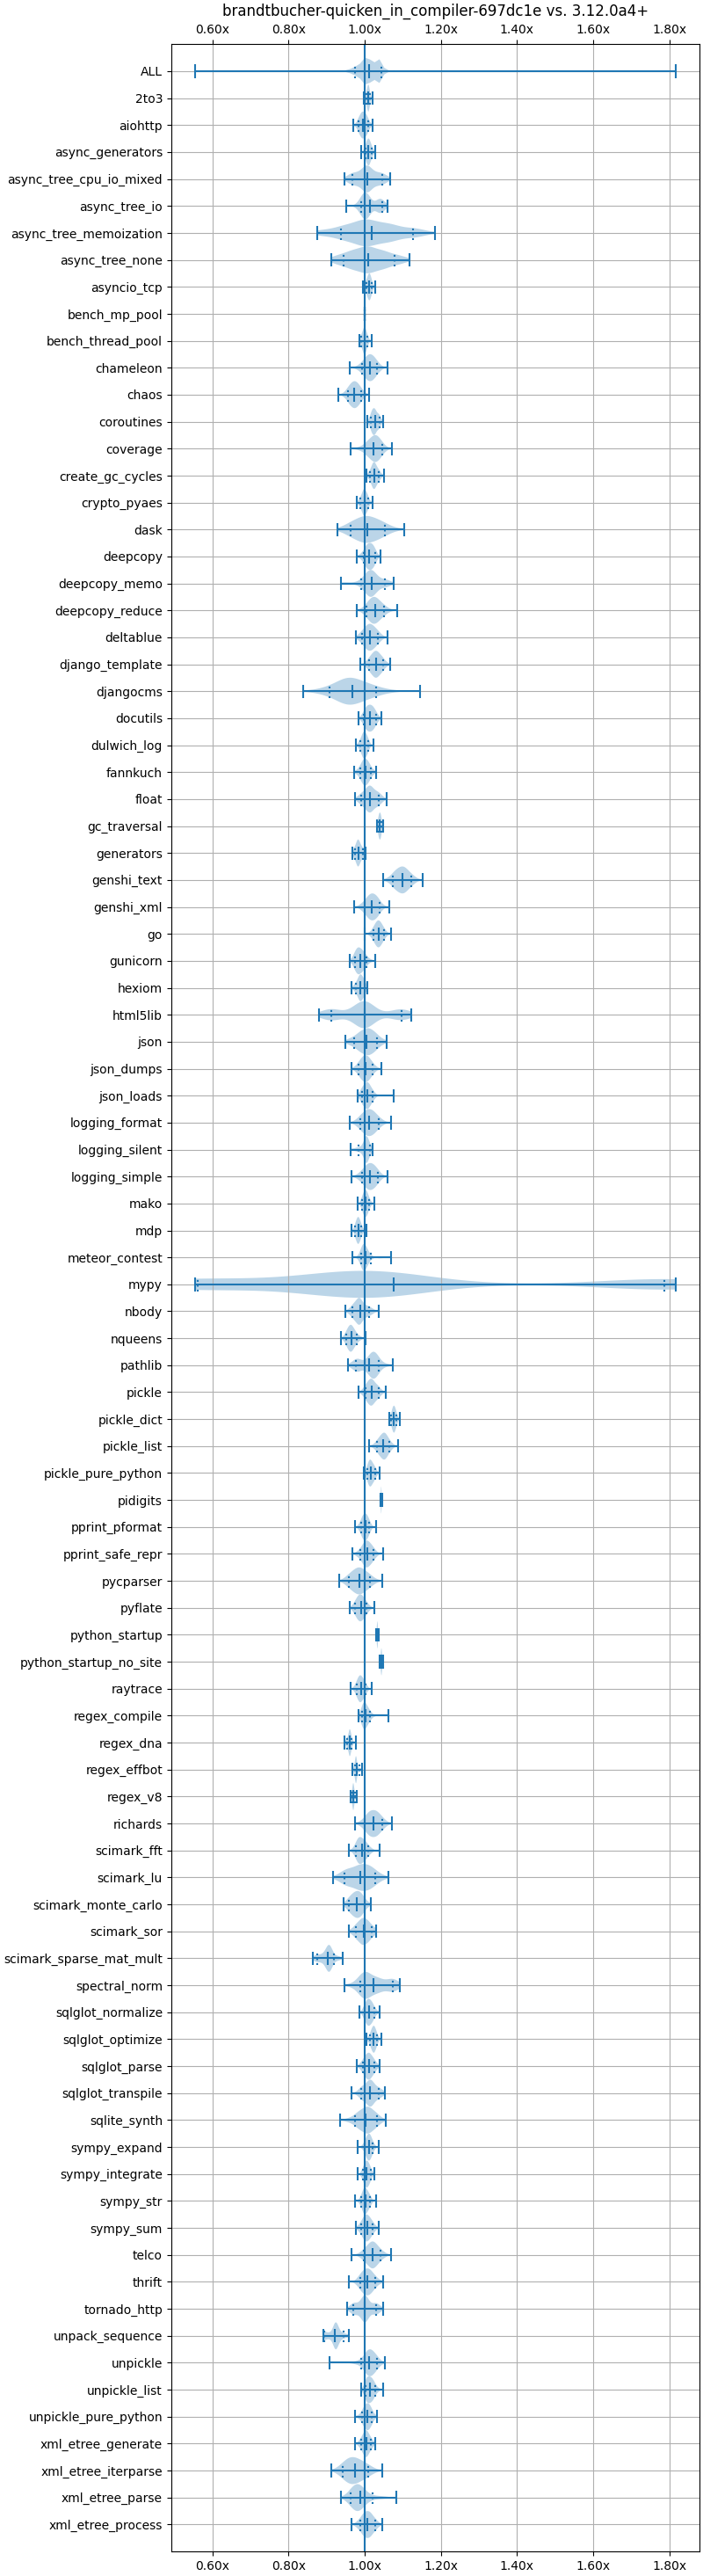 brandtbucher-quicken_in_compiler-697dc1e vs. 3.12.0a4+
0.60x 0.80x 1.00x 1.20x 1.40x 1.60x 1.80x
ALL
2to3
aiohttp
async_generators
async_tree_cpu_io_mixed
async_tree_io
async_tree_memoization
async_tree_none
asyncio_tcp
bench_mp_pool
bench_thread_pool
chameleon
chaos
coroutines
coverage
create_gc_cycles
crypto_pyaes
dask
deepcopy
deepcopy_memo
deepcopy_reduce
deltablue
django_template
djangocms
docutils
dulwich_log
fannkuch
float
gc_traversal
generators
genshi_text
genshi_xml
go
gunicorn
hexiom
html5lib
json
json_dumps
json_loads
logging_format
logging_silent
logging_simple
mako
mdp
meteor_contest
mypy
nbody
nqueens
pathlib
pickle
pickle_dict
pickle_list
pickle_pure_python
pidigits
pprint_pformat
pprint_safe_repr
pycparser
pyflate
python_startup
python_startup_no_site
raytrace
regex_compile
regex_dna
regex_effbot
regex_v8
richards
scimark_fft
scimark_lu
scimark_monte_carlo
scimark_sor
scimark_sparse_mat_mult
spectral_norm
sqlglot_normalize
sqlglot_optimize
sqlglot_parse
sqlglot_transpile
sqlite_synth
sympy_expand
sympy_integrate
sympy_str
sympy_sum
telco
thrift
tornado_http
unpack_sequence
unpickle
unpickle_list
unpickle_pure_python
xml_etree_generate
xml_etree_iterparse
xml_etree_parse
xml_etree_process
0.60x 0.80x 1.00x 1.20x 1.40x 1.60x 1.80x